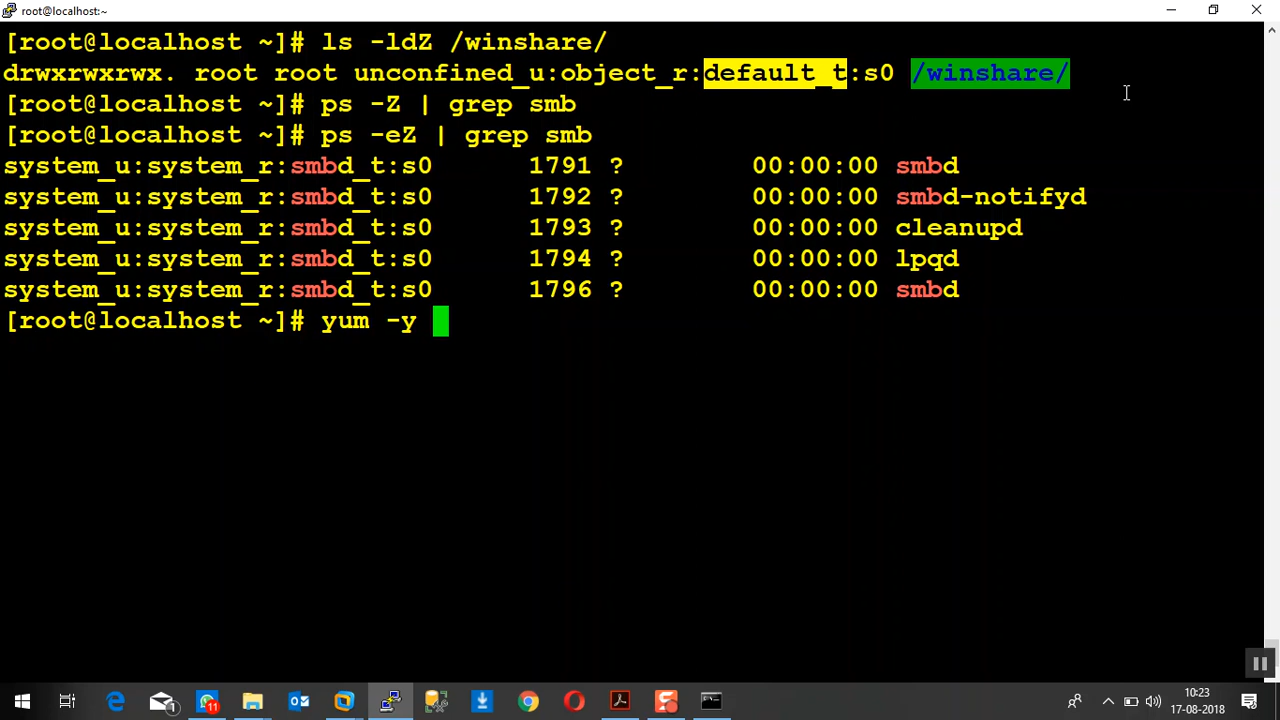 root@localhost:~
[root@localhost ~]# ls -ldZ /winshare/
drwxrwxrwx. root root unconfined_u:object_r:default_t:s0 /winshare/
[root@localhost ~]# ps -Z | grep smb
[root@localhost ~]# ps -eZ | grep smb
system_u:system_r:smbd_t:s0 1791 ? 00:00:00 smbd
system_u:system_r:smbd_t:s0 1792 ? 00:00:00 smbd-notifyd
system_u:system_r:smbd_t:s0 1793 ? 00:00:00 cleanupd
system_u:system_r:smbd_t:s0 1794 ? 00:00:00 lpqd
system_u:system_r:smbd_t:s0 1796 ? 00:00:00 smbd
[root@localhost ~]# yum -y
11
1
10:23
17-08-2018